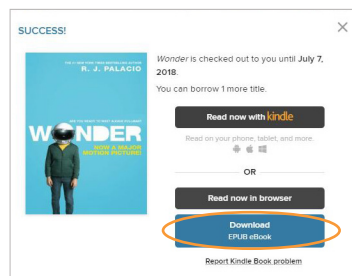 SUCCESS!
R. J. PALACIO
WONDER
NOW A MAJOR
MOTION PICTURE!
Wonder is checked out to you until July 7,
2018.
You can borrow 1 more title.
Read now with kindle
Read on your phone, tablet, and more.
OR
Read now in browser
Download
EPUB eBook
Report Kindle Book problem